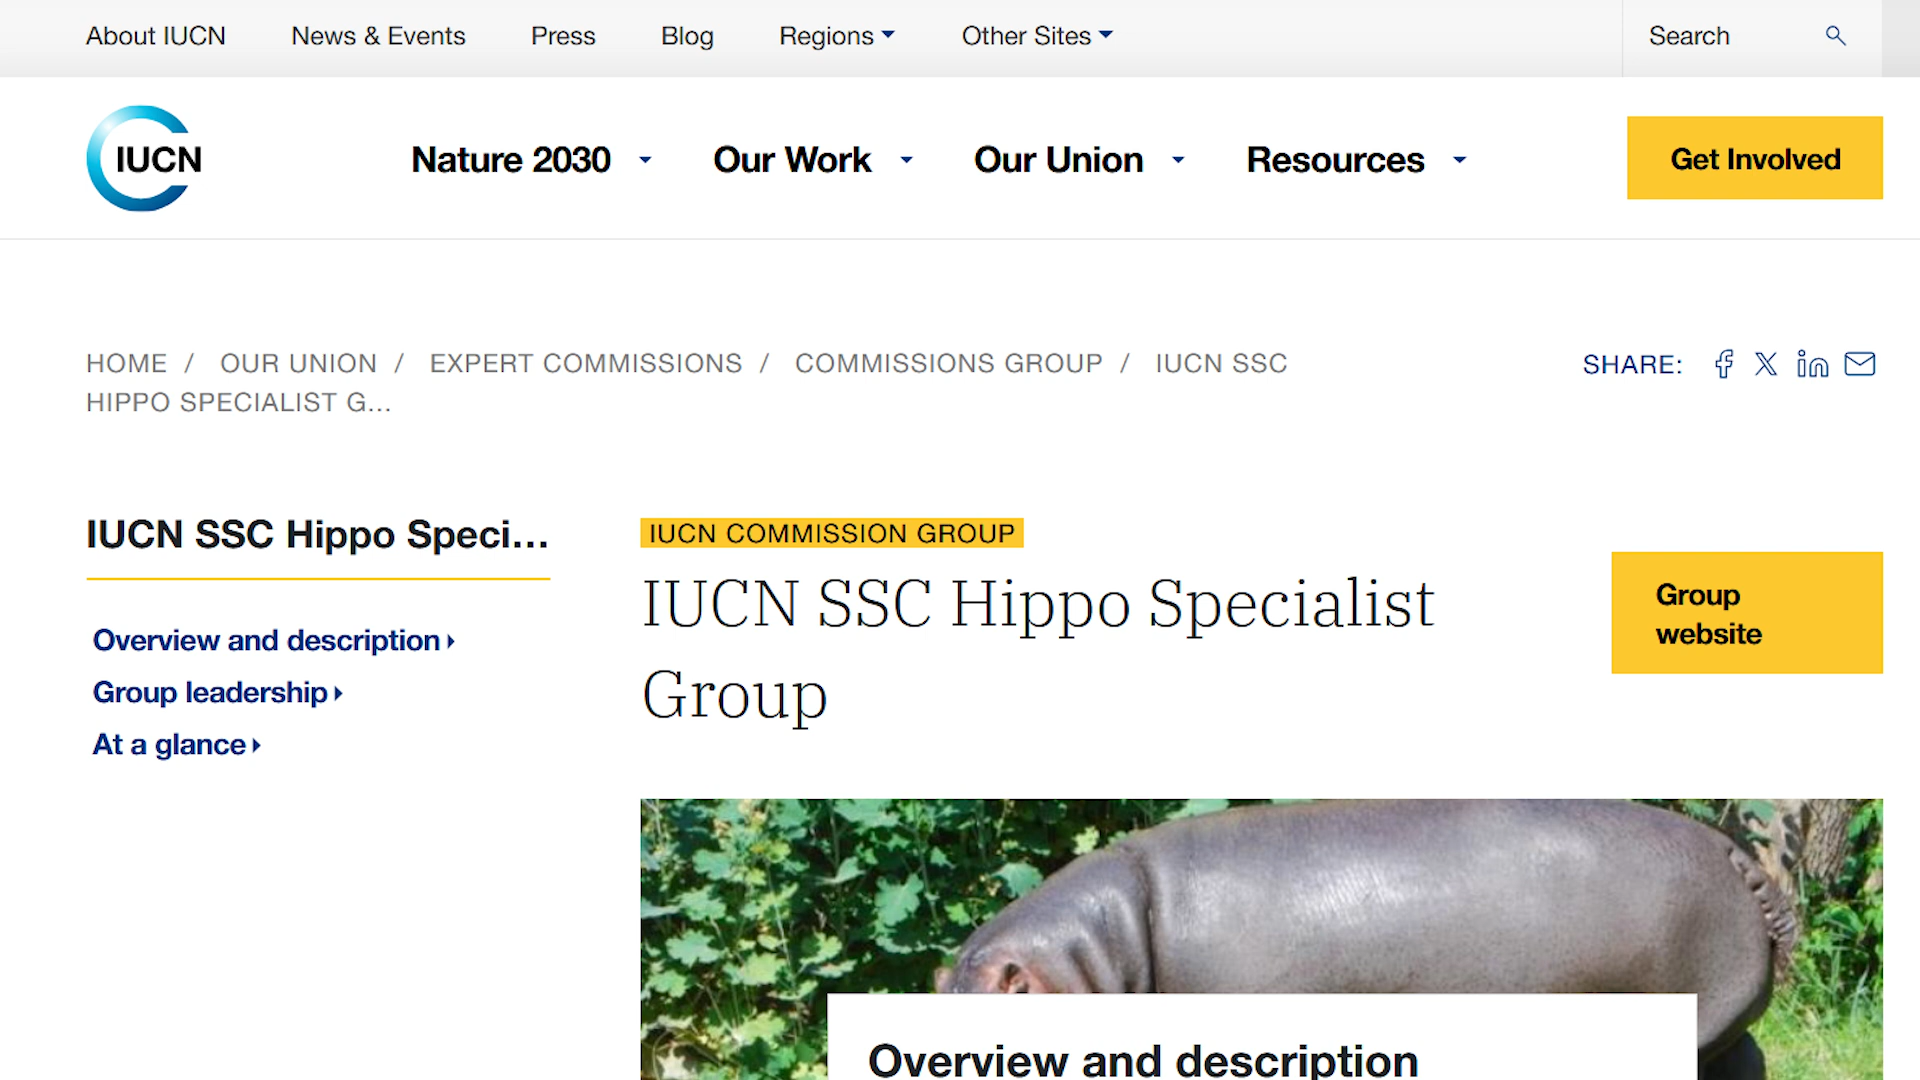 About IUCN News & Events Press Blog Regions Other Sites Search
IUCN Nature 2030 Our Work Our Union Resources Get Involved
HOME / OUR UNION / EXPERT COMMISSIONS / COMMISSIONS GROUP / IUCN SSC
HIPPO SPECIALIST G...
SHARE:
IUCN SSC Hippo Speci...
Overview and description
Group leadership
At a glance
IUCN COMMISSION GROUP
IUCN SSC Hippo Specialist
Group
Group
website
Overview and description